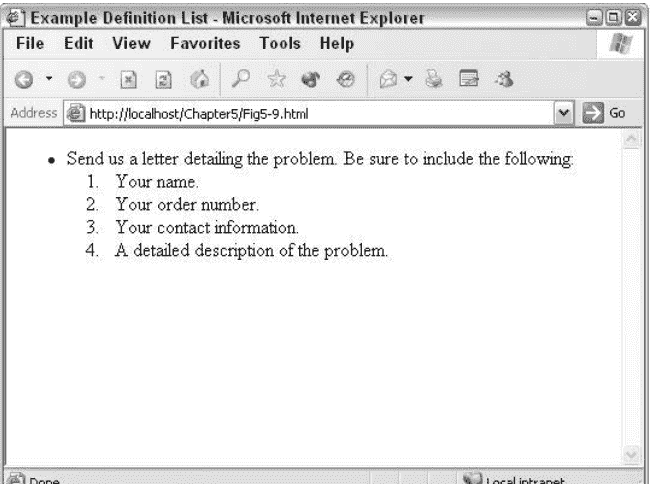 Example Definition List - Microsoft Internet Explorer
File Edit View Favorites Tools Help
Address http://localhost/Chapter5/Fig5-9.html Go
• Send us a letter detailing the problem. Be sure to include the following:
1. Your name.
2. Your order number.
3. Your contact information.
4. A detailed description of the problem.
Done Local intranet